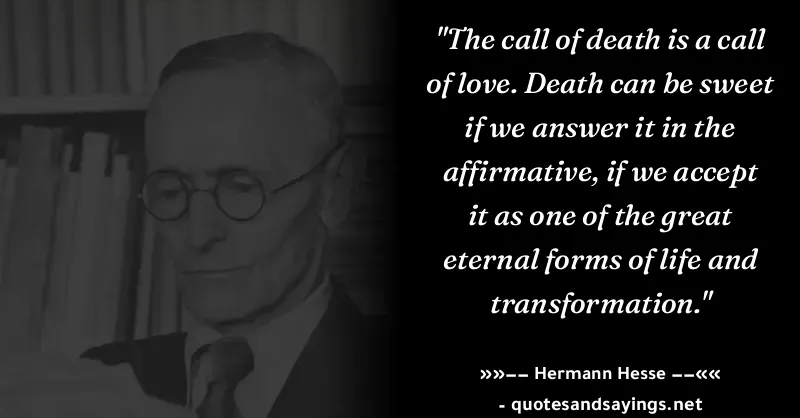 "The call of death is a call
of love. Death can be sweet
if we answer it in the
affirmative, if we accept
it as one of the great
eternal forms of life and
transformation."
»»–– Hermann Hesse ––««
- quotesandsayings.net